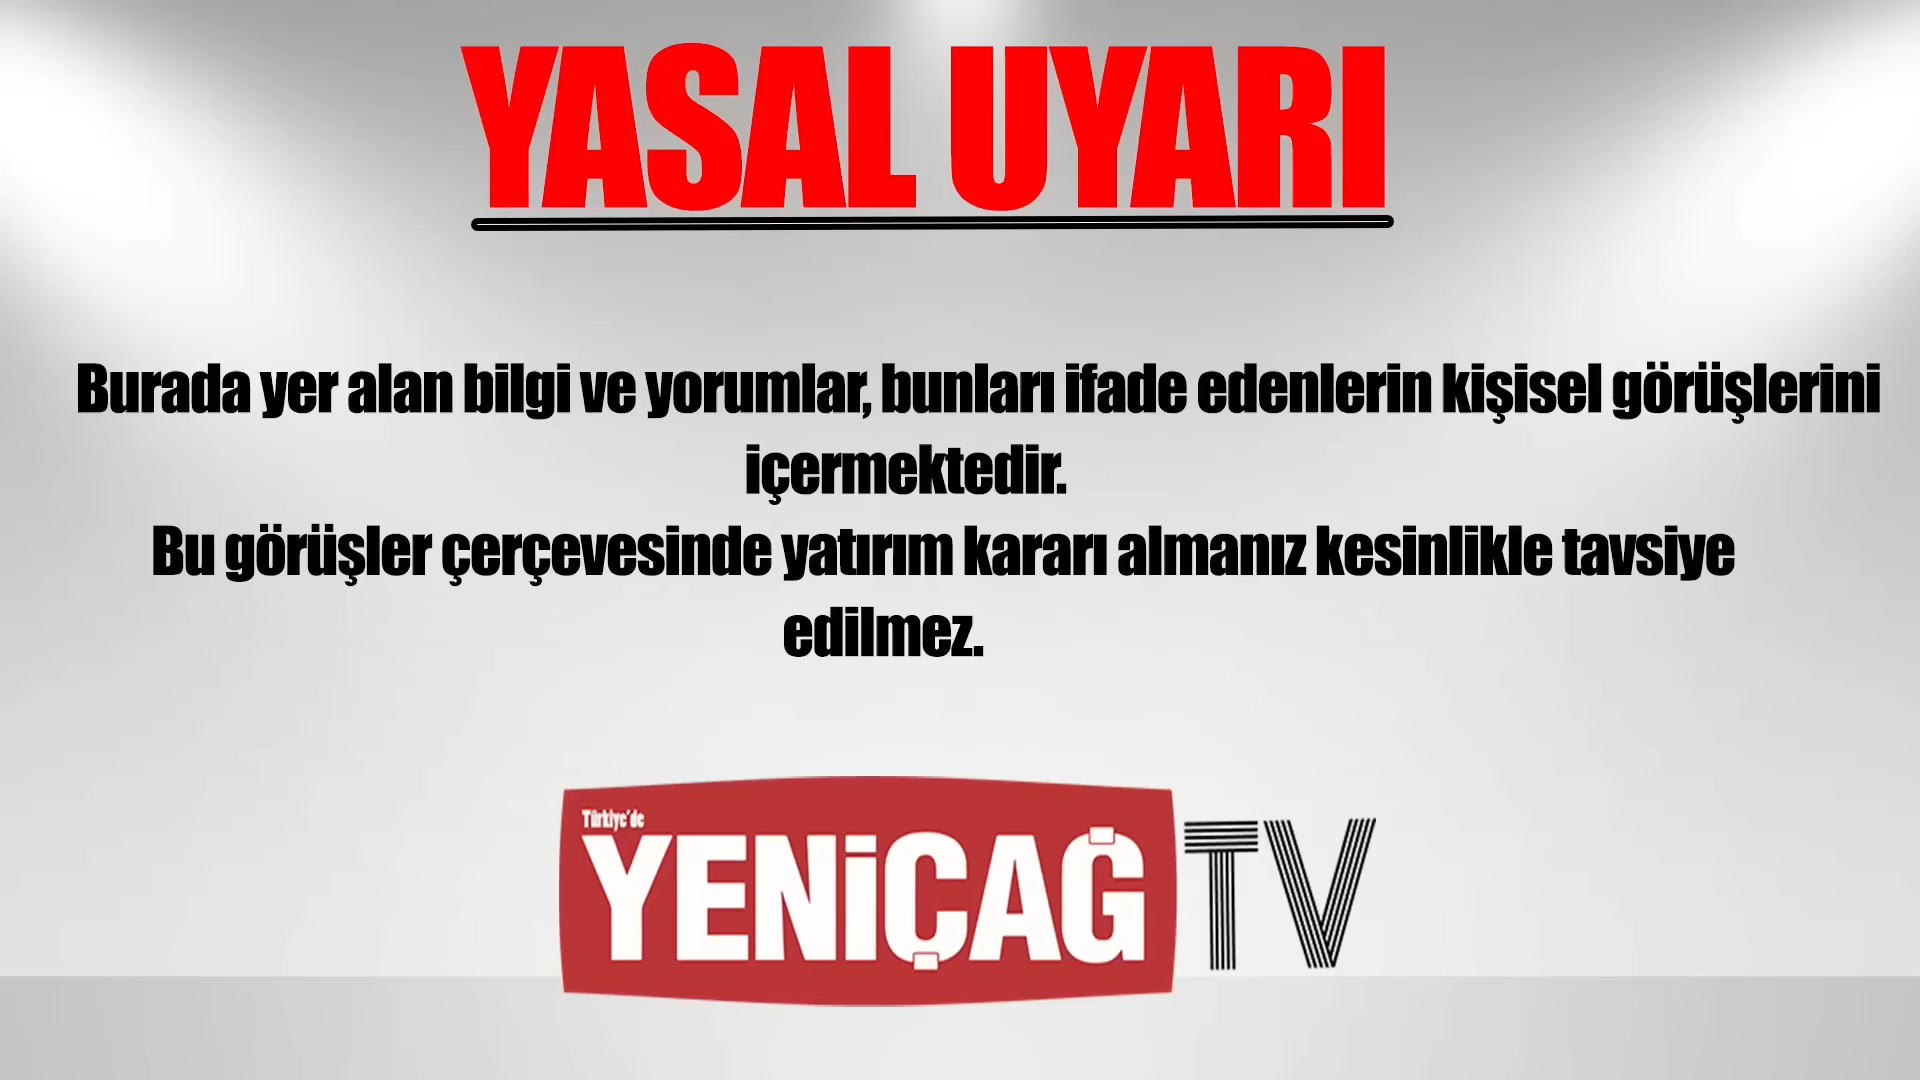 YASAL UYARI
Burada yer alan bilgi ve yorumlar, bunları ifade edenlerin kişisel görüşlerini
içermektedir.
Bu görüşler çerçevesinde yatırım kararı almanız kesinlikle tavsiye
edilmez.
Türkiye'de
YENİÇAĞ TV